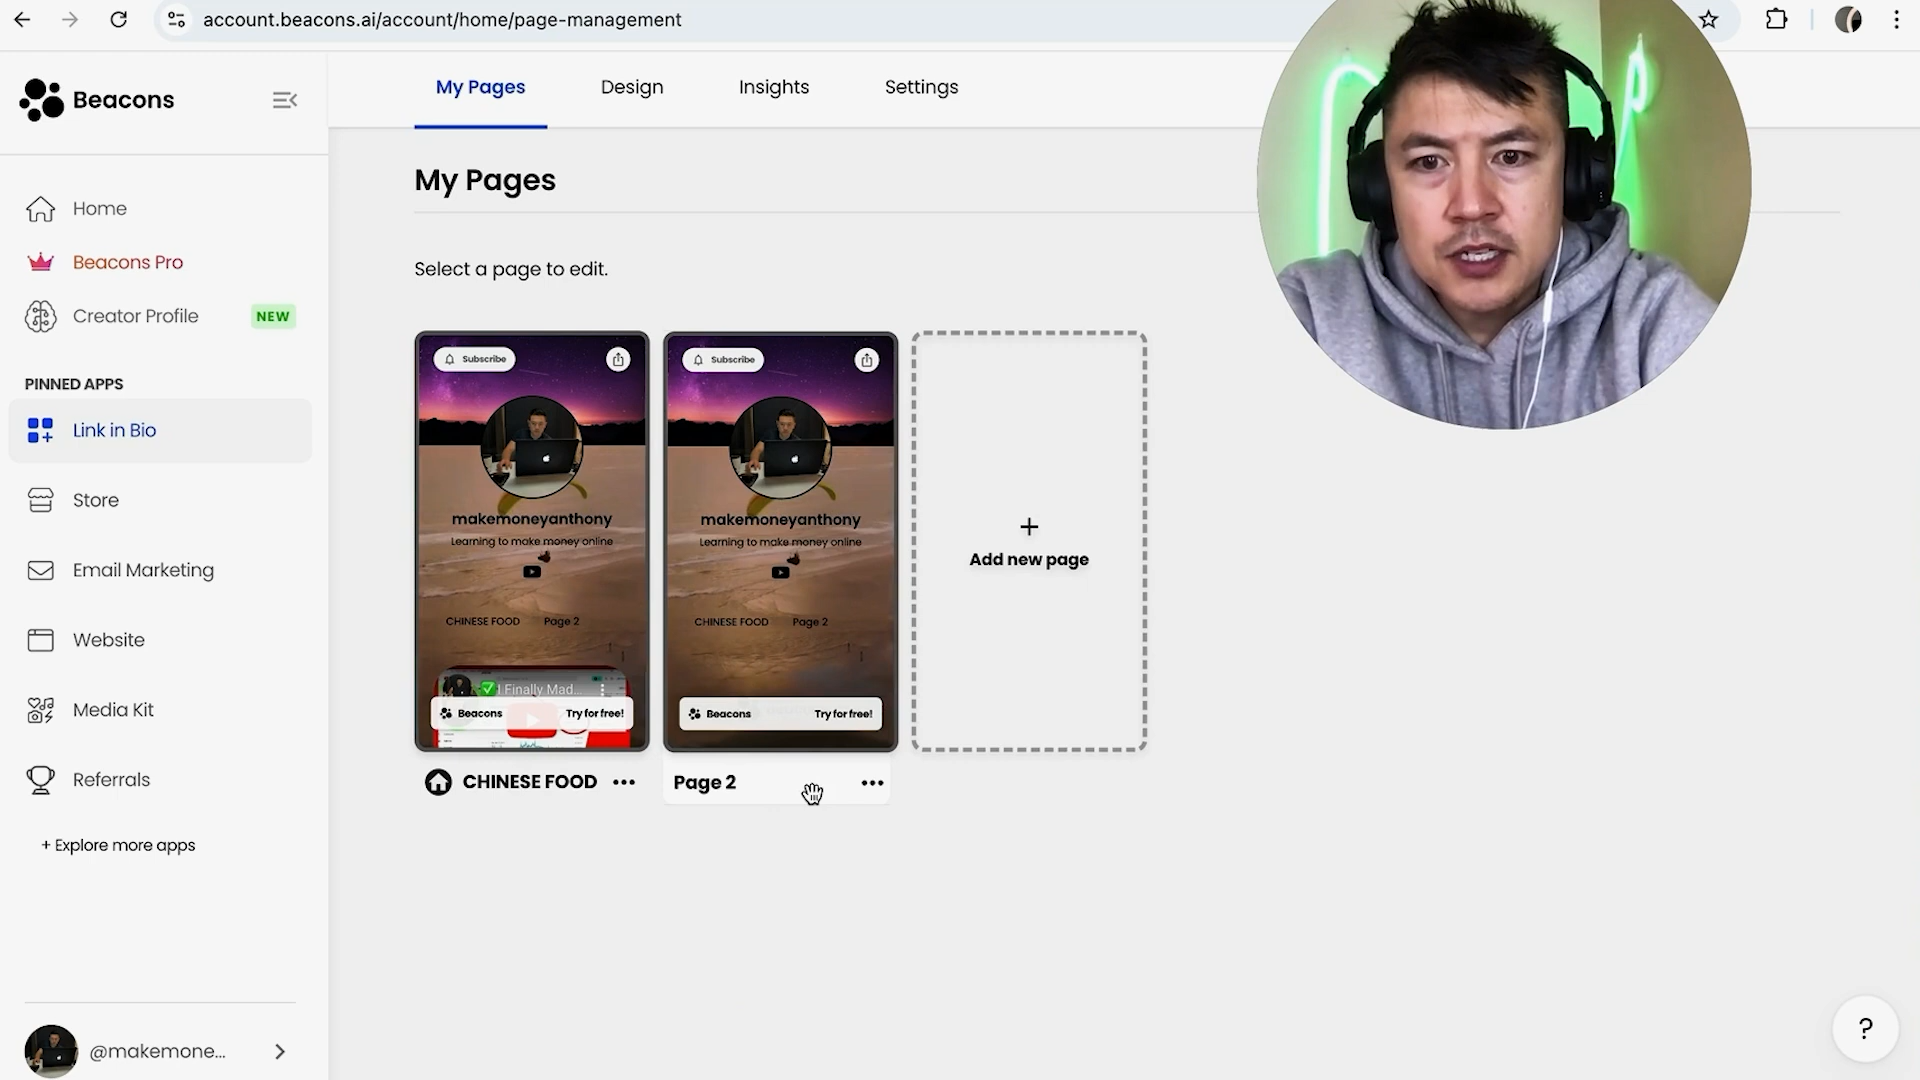 account.beacons.ai/account/home/page-management
Beacons
My Pages
Design
Insights
Settings
Home
Beacons Pro
Creator Profile
NEW
PINNED APPS
Link in Bio
Store
Email Marketing
Website
Media Kit
Referrals
+ Explore more apps
@makemone...
My Pages
Select a page to edit.
Subscribe
makemoneyanthony
Learning to make money online
CHINESE FOOD
Page 2
I Finally Mad...
Beacons
Try for free!
CHINESE FOOD
Subscribe
makemoneyanthony
Learning to make money online
CHINESE FOOD
Page 2
Beacons
Try for free!
Page 2
+
Add new page
?